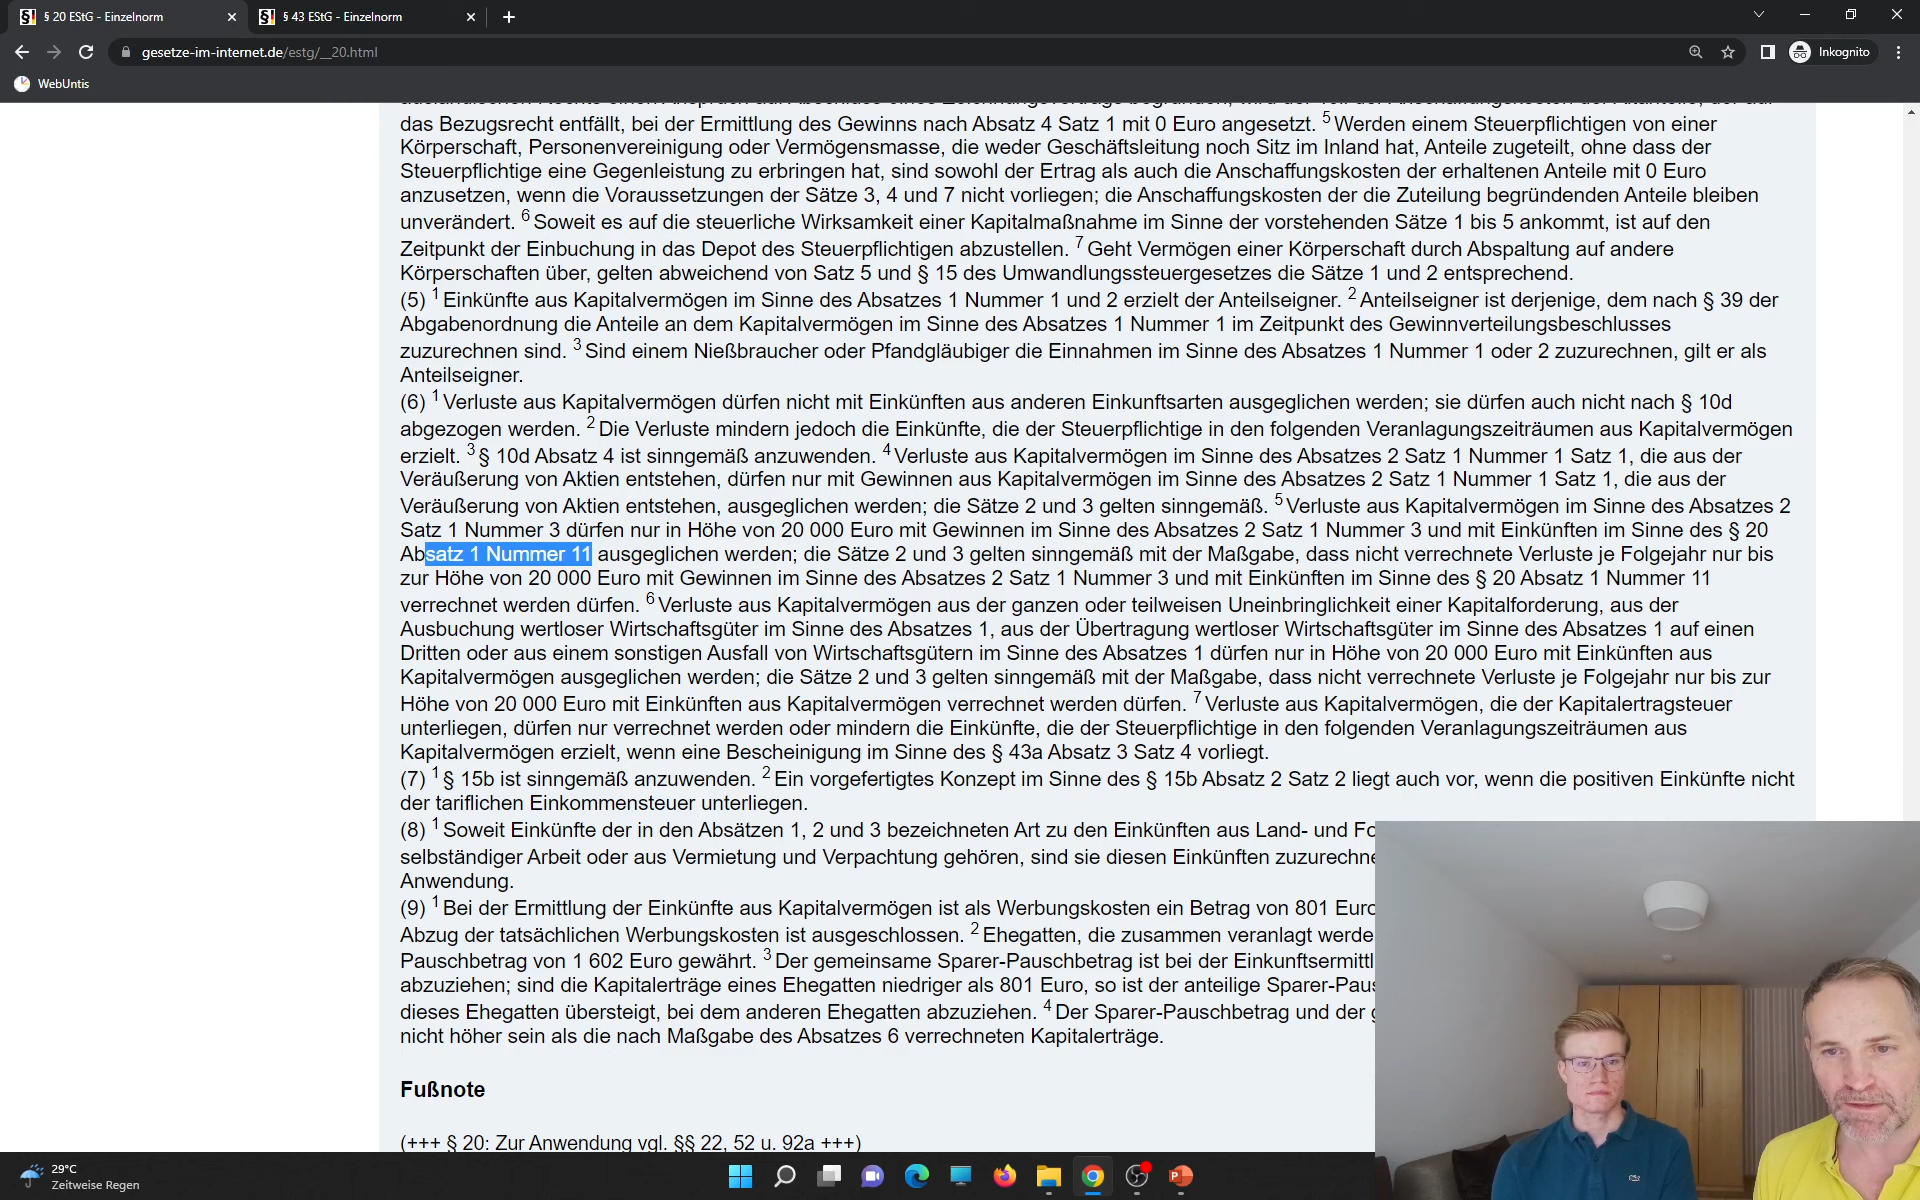 § 20 EStG - Einzelnorm
§ 43 EStG - Einzelnorm
gesetze-im-internet.de/estg/__20.html
Inkognito
WebUntis
das Bezugsrecht entfällt, bei der Ermittlung des Gewinns nach Absatz 4 Satz 1 mit 0 Euro angesetzt. 5 Werden einem Steuerpflichtigen von einer
Körperschaft, Personenvereinigung oder Vermögensmasse, die weder Geschäftsleitung noch Sitz im Inland hat, Anteile zugeteilt, ohne dass der
Steuerpflichtige eine Gegenleistung zu erbringen hat, sind sowohl der Ertrag als auch die Anschaffungskosten der erhaltenen Anteile mit 0 Euro
anzusetzen, wenn die Voraussetzungen der Sätze 3, 4 und 7 nicht vorliegen; die Anschaffungskosten der die Zuteilung begründenden Anteile bleiben
unverändert. 6 Soweit es auf die steuerliche Wirksamkeit einer Kapitalmaßnahme im Sinne der vorstehenden Sätze 1 bis 5 ankommt, ist auf den
Zeitpunkt der Einbuchung in das Depot des Steuerpflichtigen abzustellen. 7 Geht Vermögen einer Körperschaft durch Abspaltung auf andere
Körperschaften über, gelten abweichend von Satz 5 und § 15 des Umwandlungssteuergesetzes die Sätze 1 und 2 entsprechend.
(5) 1 Einkünfte aus Kapitalvermögen im Sinne des Absatzes 1 Nummer 1 und 2 erzielt der Anteilseigner. 2 Anteilseigner ist derjenige, dem nach § 39 der
Abgabenordnung die Anteile an dem Kapitalvermögen im Sinne des Absatzes 1 Nummer 1 im Zeitpunkt des Gewinnverteilungsbeschlusses
zuzurechnen sind. 3 Sind einem Nießbraucher oder Pfandgläubiger die Einnahmen im Sinne des Absatzes 1 Nummer 1 oder 2 zuzurechnen, gilt er als
Anteilseigner.
(6) 1 Verluste aus Kapitalvermögen dürfen nicht mit Einkünften aus anderen Einkunftsarten ausgeglichen werden; sie dürfen auch nicht nach § 10d
abgezogen werden. 2 Die Verluste mindern jedoch die Einkünfte, die der Steuerpflichtige in den folgenden Veranlagungszeiträumen aus Kapitalvermögen
erzielt. 3 § 10d Absatz 4 ist sinngemäß anzuwenden. 4 Verluste aus Kapitalvermögen im Sinne des Absatzes 2 Satz 1 Nummer 1 Satz 1, die aus der
Veräußerung von Aktien entstehen, dürfen nur mit Gewinnen aus Kapitalvermögen im Sinne des Absatzes 2 Satz 1 Nummer 1 Satz 1, die aus der
Veräußerung von Aktien entstehen, ausgeglichen werden; die Sätze 2 und 3 gelten sinngemäß. 5 Verluste aus Kapitalvermögen im Sinne des Absatzes 2
Satz 1 Nummer 3 dürfen nur in Höhe von 20 000 Euro mit Gewinnen im Sinne des Absatzes 2 Satz 1 Nummer 3 und mit Einkünften im Sinne des § 20
Absatz 1 Nummer 11 ausgeglichen werden; die Sätze 2 und 3 gelten sinngemäß mit der Maßgabe, dass nicht verrechnete Verluste je Folgejahr nur bis
zur Höhe von 20 000 Euro mit Gewinnen im Sinne des Absatzes 2 Satz 1 Nummer 3 und mit Einkünften im Sinne des § 20 Absatz 1 Nummer 11
verrechnet werden dürfen. 6 Verluste aus Kapitalvermögen aus der ganzen oder teilweisen Uneinbringlichkeit einer Kapitalforderung, aus der
Ausbuchung wertloser Wirtschaftsgüter im Sinne des Absatzes 1, aus der Übertragung wertloser Wirtschaftsgüter im Sinne des Absatzes 1 auf einen
Dritten oder aus einem sonstigen Ausfall von Wirtschaftsgütern im Sinne des Absatzes 1 dürfen nur in Höhe von 20 000 Euro mit Einkünften aus
Kapitalvermögen ausgeglichen werden; die Sätze 2 und 3 gelten sinngemäß mit der Maßgabe, dass nicht verrechnete Verluste je Folgejahr nur bis zur
Höhe von 20 000 Euro mit Einkünften aus Kapitalvermögen verrechnet werden dürfen. 7 Verluste aus Kapitalvermögen, die der Kapitalertragsteuer
unterliegen, dürfen nur verrechnet werden oder mindern die Einkünfte, die der Steuerpflichtige in den folgenden Veranlagungszeiträumen aus
Kapitalvermögen erzielt, wenn eine Bescheinigung im Sinne des § 43a Absatz 3 Satz 4 vorliegt.
(7) 1 § 15b ist sinngemäß anzuwenden. 2 Ein vorgefertigtes Konzept im Sinne des § 15b Absatz 2 Satz 2 liegt auch vor, wenn die positiven Einkünfte nicht
der tariflichen Einkommensteuer unterliegen.
(8) 1 Soweit Einkünfte der in den Absätzen 1, 2 und 3 bezeichneten Art zu den Einkünften aus Land- und Fo
selbständiger Arbeit oder aus Vermietung und Verpachtung gehören, sind sie diesen Einkünften zuzurechne
Anwendung.
(9) 1 Bei der Ermittlung der Einkünfte aus Kapitalvermögen ist als Werbungskosten ein Betrag von 801 Euro
Abzug der tatsächlichen Werbungskosten ist ausgeschlossen. 2 Ehegatten, die zusammen veranlagt werde
Pauschbetrag von 1 602 Euro gewährt. 3 Der gemeinsame Sparer-Pauschbetrag ist bei der Einkunftsermittl
abzuziehen; sind die Kapitalerträge eines Ehegatten niedriger als 801 Euro, so ist der anteilige Sparer-Paus
dieses Ehegatten übersteigt, bei dem anderen Ehegatten abzuziehen. 4 Der Sparer-Pauschbetrag und der g
nicht höher sein als die nach Maßgabe des Absatzes 6 verrechneten Kapitalerträge.
Fußnote
(+++ § 20: Zur Anwendung vgl. §§ 22, 52 u. 92a +++)
29°C
Zeitweise Regen